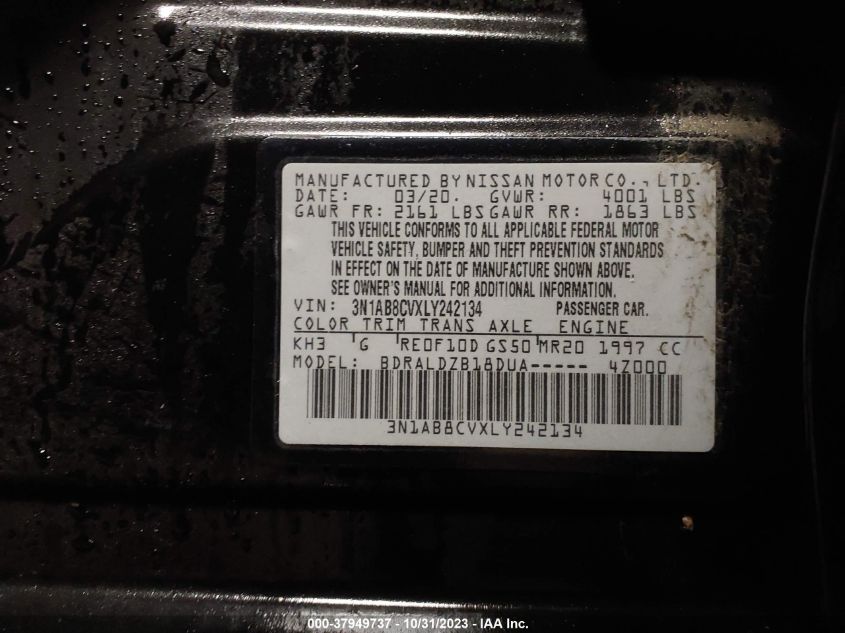 MANUFACTURED BY NISSAN MOTOR CO., LTD.
DATE: 03/20. GVWR: 4001 LBS
GAWR FR: 2161 LBS GAWR RR: 1863 LBS
THIS VEHICLE CONFORMS TO ALL APPLICABLE FEDERAL MOTOR
VEHICLE SAFETY, BUMPER AND THEFT PREVENTION STANDARDS
IN EFFECT ON THE DATE OF MANUFACTURE SHOWN ABOVE.
SEE OWNER'S MANUAL FOR ADDITIONAL INFORMATION.
VIN: 3N1AB8CVXLY242134 PASSENGER CAR.
COLOR TRIM TRANS AXLE ENGINE
KH3 G RE0F10D GS50 MR20 1997 CC
MODEL: BDRALDZB18DUA----- 4Z000
3N1AB8CVXLY242134
000-37949737 - 10/31/2023 - IAA Inc.